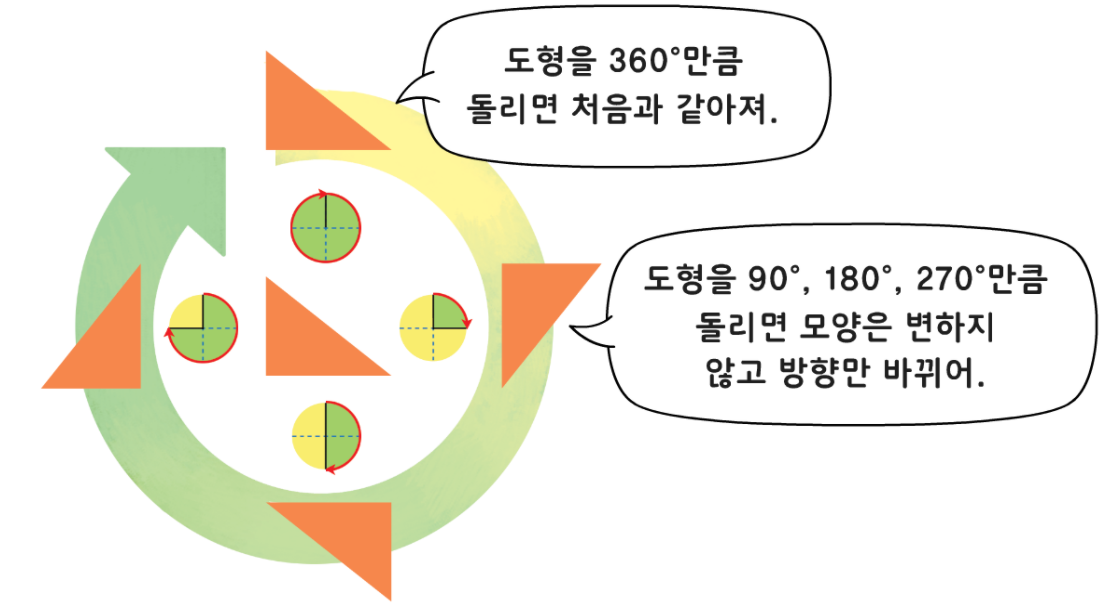 도형을 360°만큼
돌리면 처음과 같아져.
도형을 90°, 180°, 270°만큼
돌리면 모양은 변하지
않고 방향만 바뀌어.